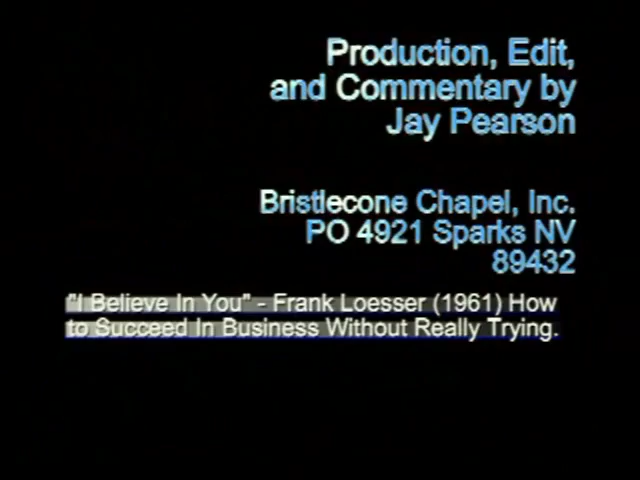 Production, Edit,
and Commentary by
Jay Pearson
Bristlecone Chapel, Inc.
PO 4921 Sparks NV
89432
"I Believe In You" - Frank Loesser (1961) How
to Succeed In Business Without Really Trying.